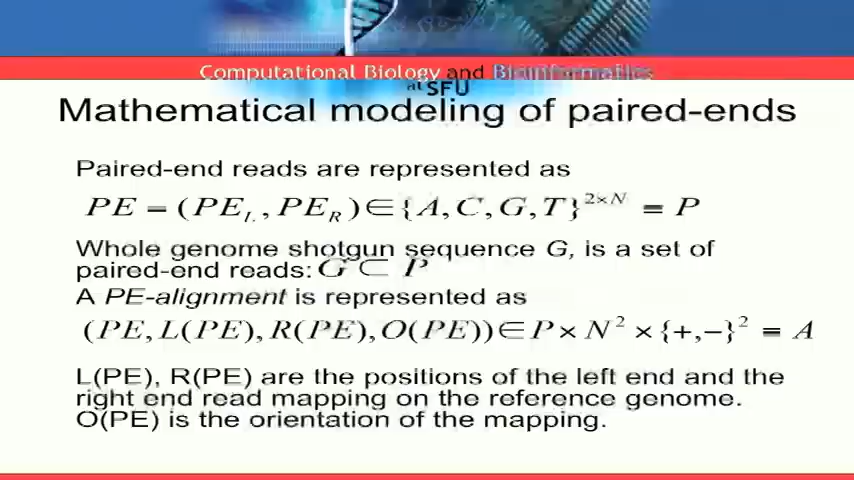 Computational Biology and Bioinformatics
at SFU
Mathematical modeling of paired-ends
Paired-end reads are represented as
PE = (PE_L, PE_R) ∈ {A, C, G, T}^{2×N} ≡ P
Whole genome shotgun sequence G, is a set of
paired-end reads: G ⊂ P
A PE-alignment is represented as
(PE, L(PE), R(PE), O(PE)) ∈ P × N^2 × {+,−}^2 = A
L(PE), R(PE) are the positions of the left end and the
right end read mapping on the reference genome.
O(PE) is the orientation of the mapping.